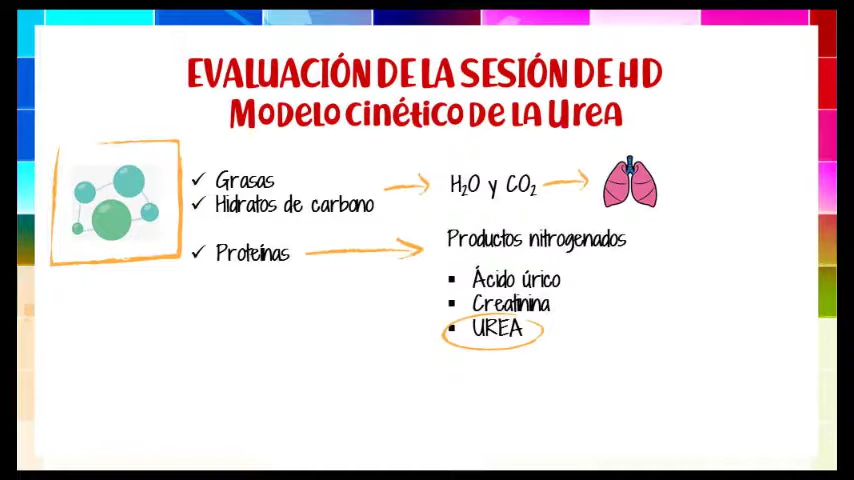 EVALUACIÓN DE LA SESIÓN DE HD
Modelo cinético De la Urea
✓ Grasas
✓ Hidratos de carbono
H₂O y CO₂
✓ Proteínas
Productos nitrogenados
▪ Ácido úrico
▪ Creatinina
▪ UREA